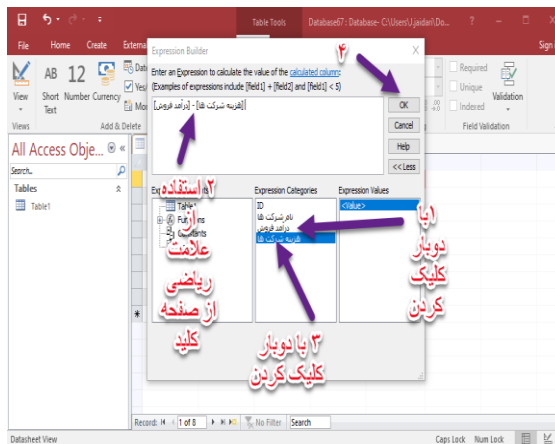 Table Tools
Database67 : Database- C:\Users\J.jaidari\Do...
?
File
Home
Create
Externa
Sign i
View
AB
Short Text
12
Number
Currency
Views
Add & Delete
Required
Unique
Indexed
Validation
Field Validation
All Access Obje...
Search...
Tables
Table1
Expression Builder
Enter an Expression to calculate the value of the calculated column:
(Examples of expressions include [field1] + [field2] and [field1] < 5)
[درآمد فروش] - [هزینه شرکت ها]
OK
Cancel
Help
<< Less
Expression Categories
Expression Values
Table1
Functions
Constants
ID
نام شرکت ها
درآمد فروش
هزینه شرکت ها
<Value>
۴
۲ استفاده
از
علامت
ریاضی
از صفحه
کلید
۱با
دوبار
کلیک
کردن
۳ با دوبار
کلیک کردن
Record:
1 of 8
No Filter
Search
Datasheet View
Caps Lock
Num Lock